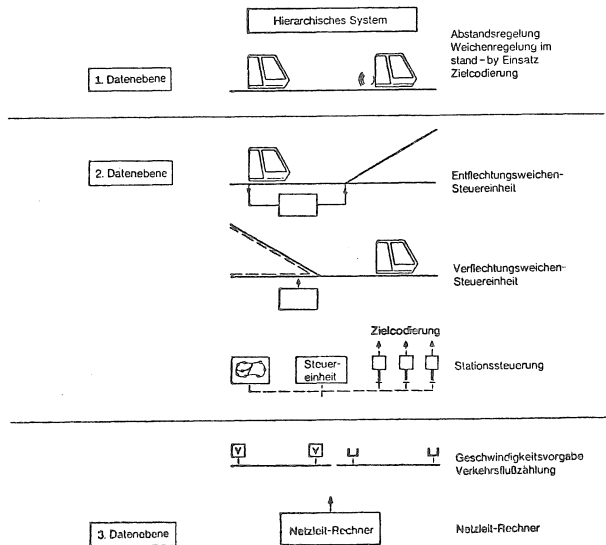 Hierarchisches System
Abstandsregelung
Weichenregelung im
stand-by Einsatz
Zielcodierung
1. Datenebene
2. Datenebene
Entflechtungsweichen-
Steuereinheit
Verflechtungsweichen-
Steuereinheit
Zielcodierung
Steuer-
einheit
Stationssteuerung
V
V
Geschwindigkeitsvorgabe
Verkehrsflußzählung
3. Datenebene
Netzleit-Rechner
Netzleit-Rechner